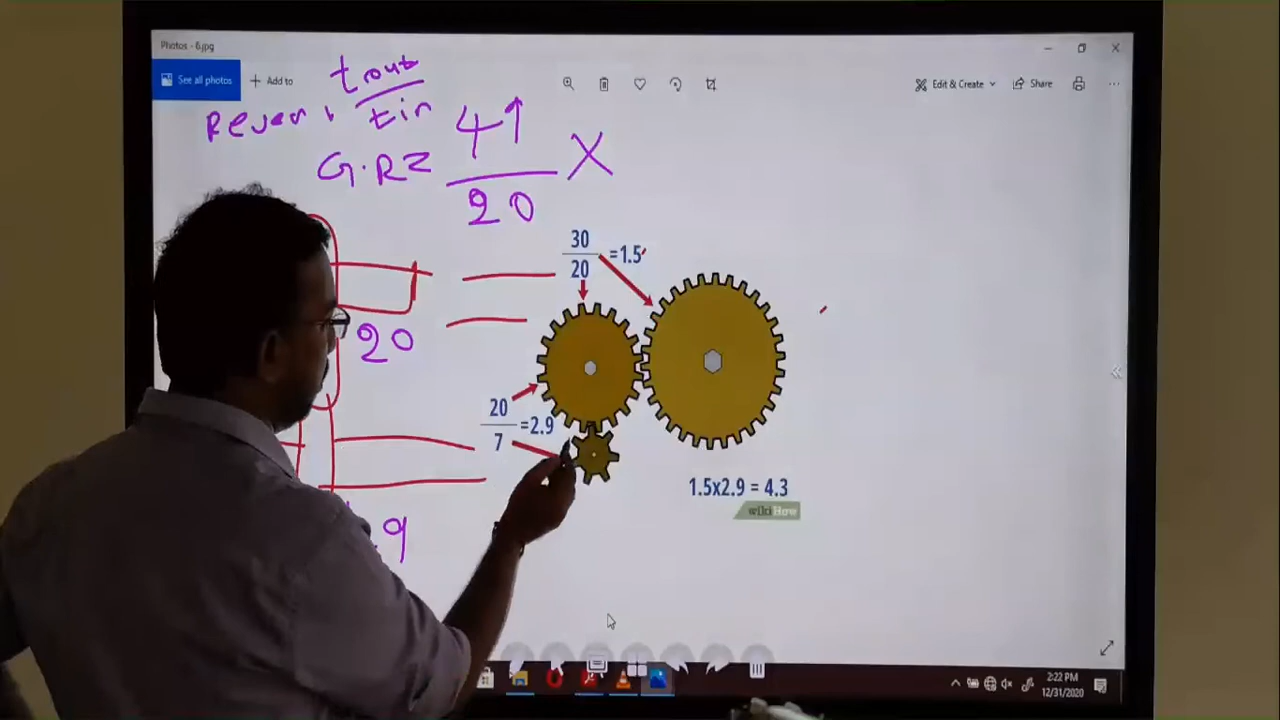 Photos - 6.jpg
See all photos
Add to
Edit & Create
Share
trout
tin
G.R =
41
20
X
30
20
=1.5
20
20
7
=2.9
1.5x2.9 = 4.3
wikiHow
9
2:22 PM
12/31/2020